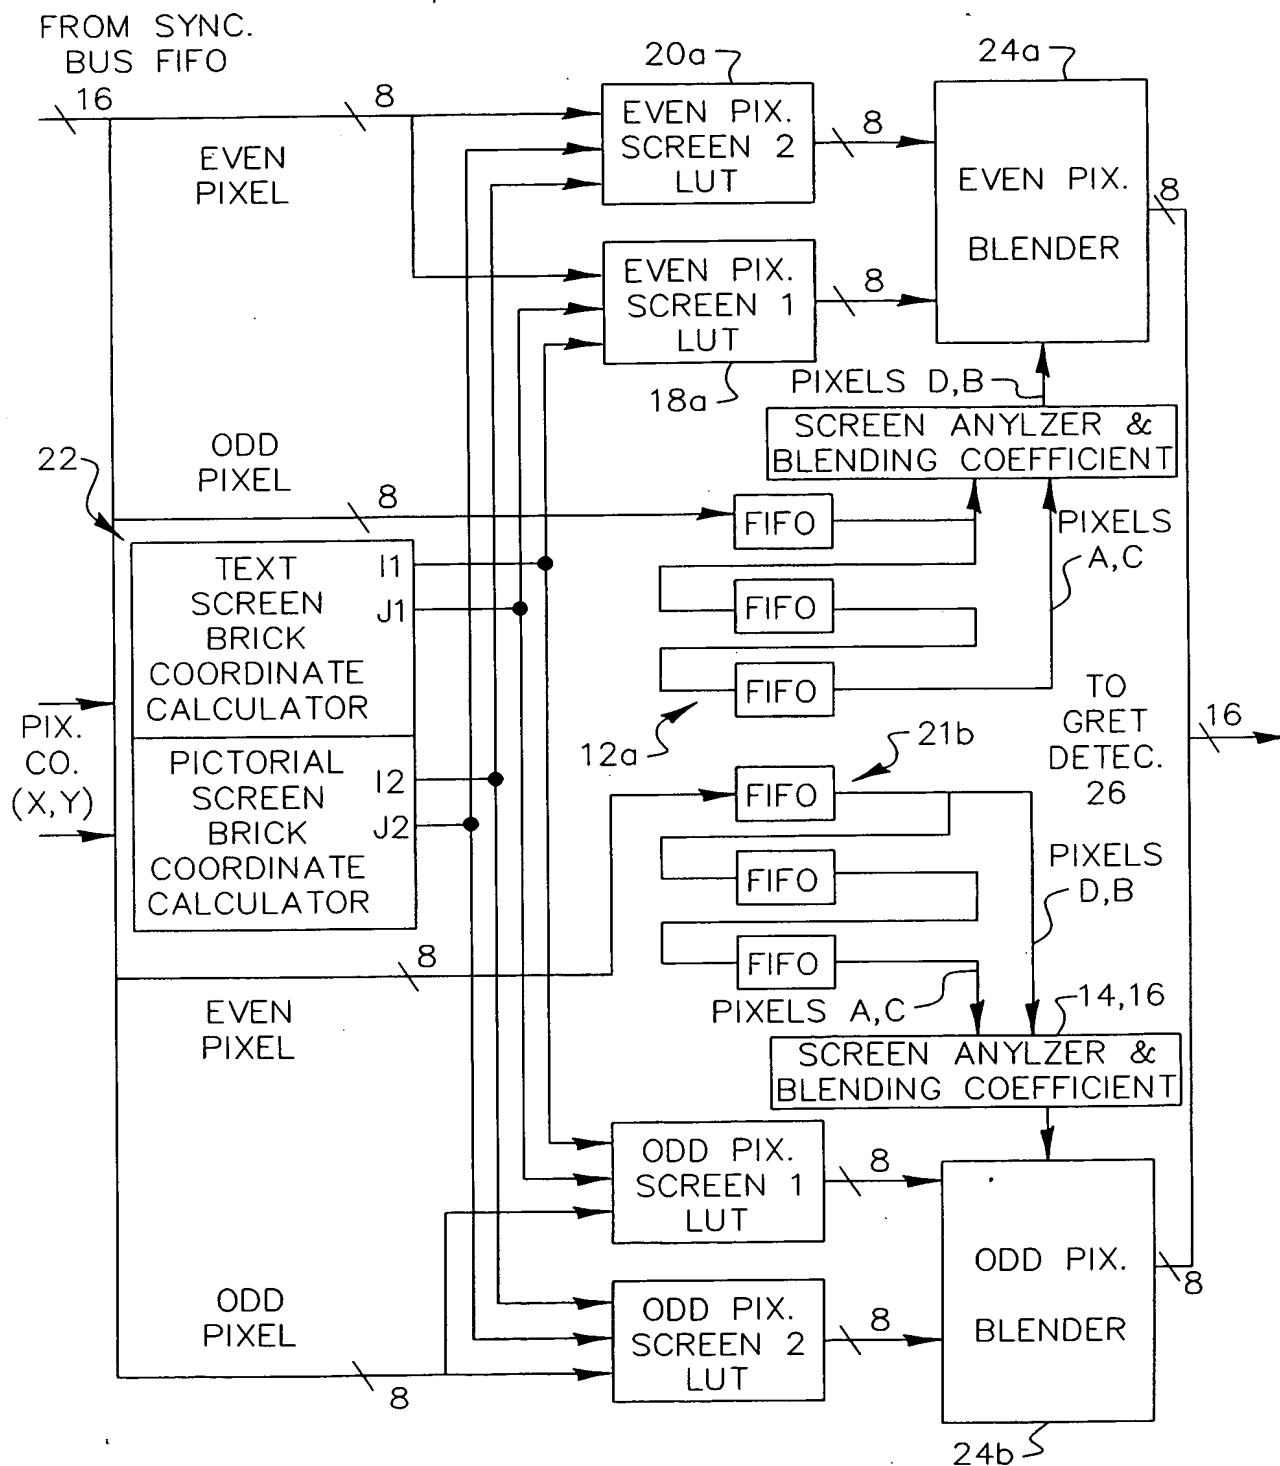 FROM SYNC.
BUS FIFO
16
8
EVEN
PIXEL
20a
EVEN PIX.
SCREEN 2
LUT
8
24a
EVEN PIX.
BLENDER
8
EVEN PIX.
SCREEN 1
LUT
8
18a
PIXELS D,B
SCREEN ANYLZER &
BLENDING COEFFICIENT
ODD
PIXEL
8
22
FIFO
FIFO
FIFO
12a
PIXELS
A,C
TEXT
SCREEN
BRICK
COORDINATE
CALCULATOR
I1
J1
PIX.
CO.
(X,Y)
PICTORIAL
SCREEN
BRICK
COORDINATE
CALCULATOR
I2
J2
TO
GRET
DETEC.
26
16
21b
FIFO
FIFO
FIFO
PIXELS
D,B
PIXELS A,C
14,16
8
EVEN
PIXEL
SCREEN ANYLZER &
BLENDING COEFFICIENT
ODD PIX.
SCREEN 1
LUT
8
ODD PIX.
BLENDER
8
ODD
PIXEL
8
ODD PIX.
SCREEN 2
LUT
8
24b